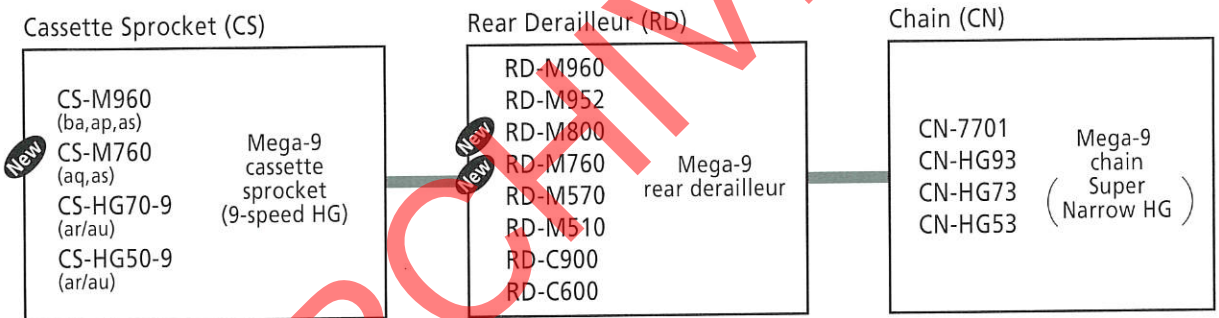 Cassette Sprocket (CS)
CS-M960
(ba,ap,as)
New
CS-M760
(aq,as)
CS-HG70-9
(ar/au)
CS-HG50-9
(ar/au)
Mega-9
cassette
sprocket
(9-speed HG)
Rear Derailleur (RD)
RD-M960
RD-M952
New
RD-M800
New
RD-M760
RD-M570
RD-M510
RD-C900
RD-C600
Mega-9
rear derailleur
Chain (CN)
CN-7701
CN-HG93
CN-HG73
CN-HG53
Mega-9
chain
(Super
Narrow HG)